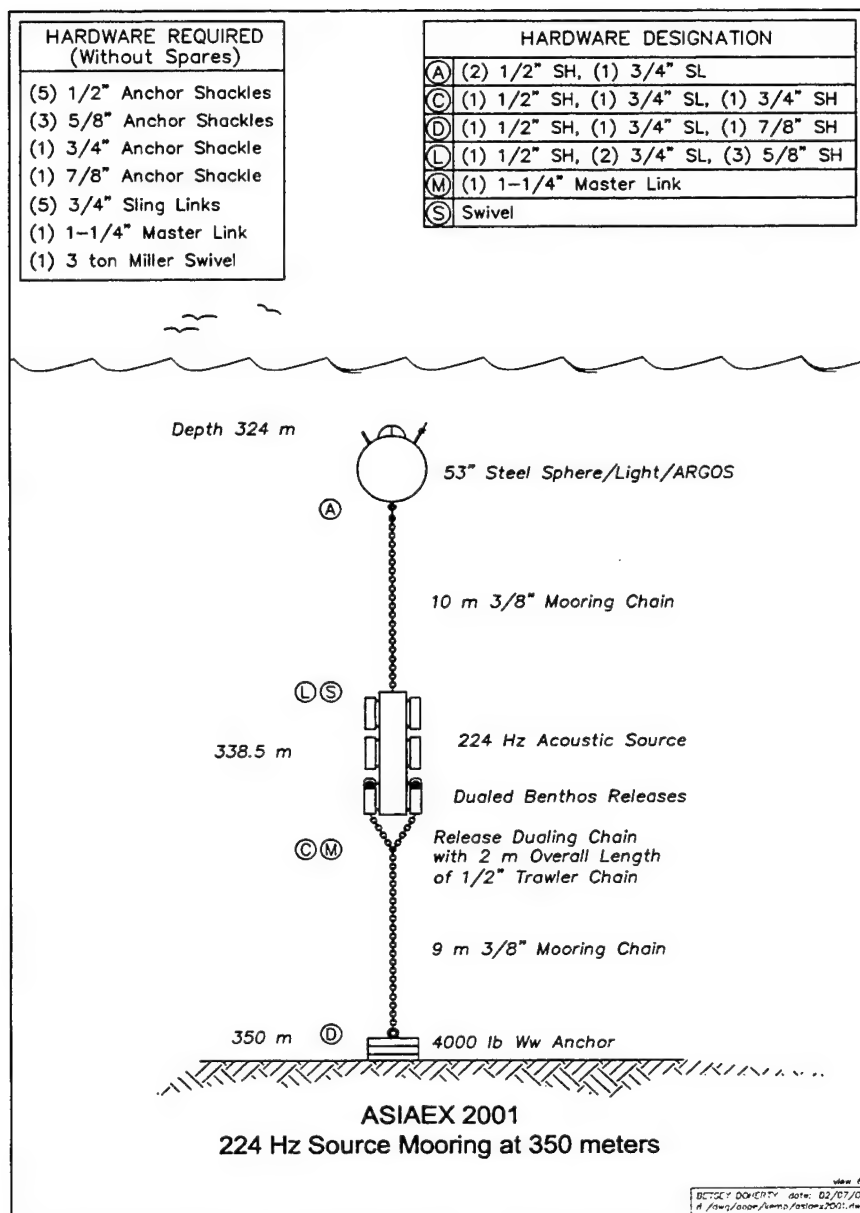 HARDWARE REQUIRED
(Without Spares)
(5) 1/2" Anchor Shackles
(3) 5/8" Anchor Shackles
(1) 3/4" Anchor Shackle
(1) 7/8" Anchor Shackle
(5) 3/4" Sling Links
(1) 1-1/4" Master Link
(1) 3 ton Miller Swivel
HARDWARE DESIGNATION
A (2) 1/2" SH, (1) 3/4" SL
C (1) 1/2" SH, (1) 3/4" SL, (1) 3/4" SH
D (1) 1/2" SH, (1) 3/4" SL, (1) 7/8" SH
L (1) 1/2" SH, (2) 3/4" SL, (3) 5/8" SH
M (1) 1-1/4" Master Link
S Swivel
Depth 324 m
53" Steel Sphere/Light/ARGOS
A
10 m 3/8" Mooring Chain
L S
338.5 m
224 Hz Acoustic Source
Dualed Benthos Releases
C M
Release Dualing Chain
with 2 m Overall Length
of 1/2" Trawler Chain
9 m 3/8" Mooring Chain
350 m
D
4000 lb Ww Anchor
ASIAEX 2001
224 Hz Source Mooring at 350 meters
BETSEY DOHERTY date: